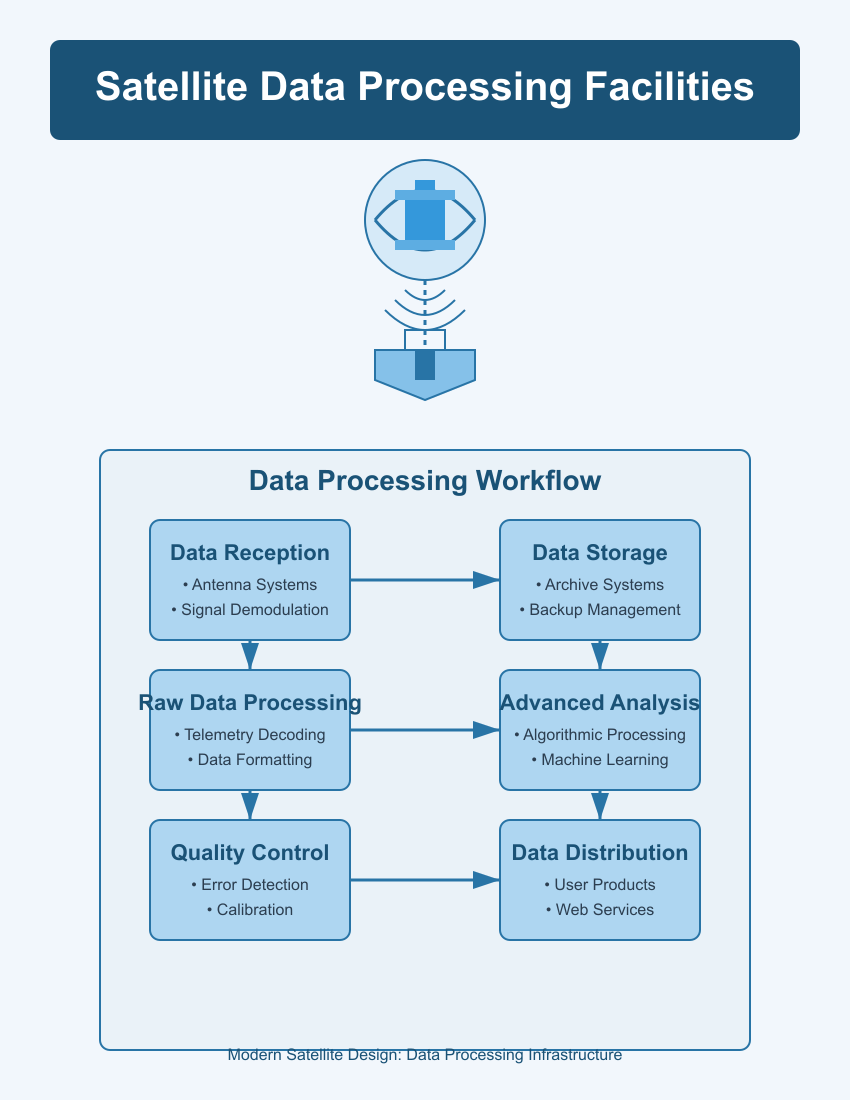 Satellite Data Processing Facilities
Data Processing Workflow
Data Reception
• Antenna Systems
• Signal Demodulation
Data Storage
• Archive Systems
• Backup Management
Raw Data Processing
• Telemetry Decoding
• Data Formatting
Advanced Analysis
• Algorithmic Processing
• Machine Learning
Quality Control
• Error Detection
• Calibration
Data Distribution
• User Products
• Web Services
Modern Satellite Design: Data Processing Infrastructure